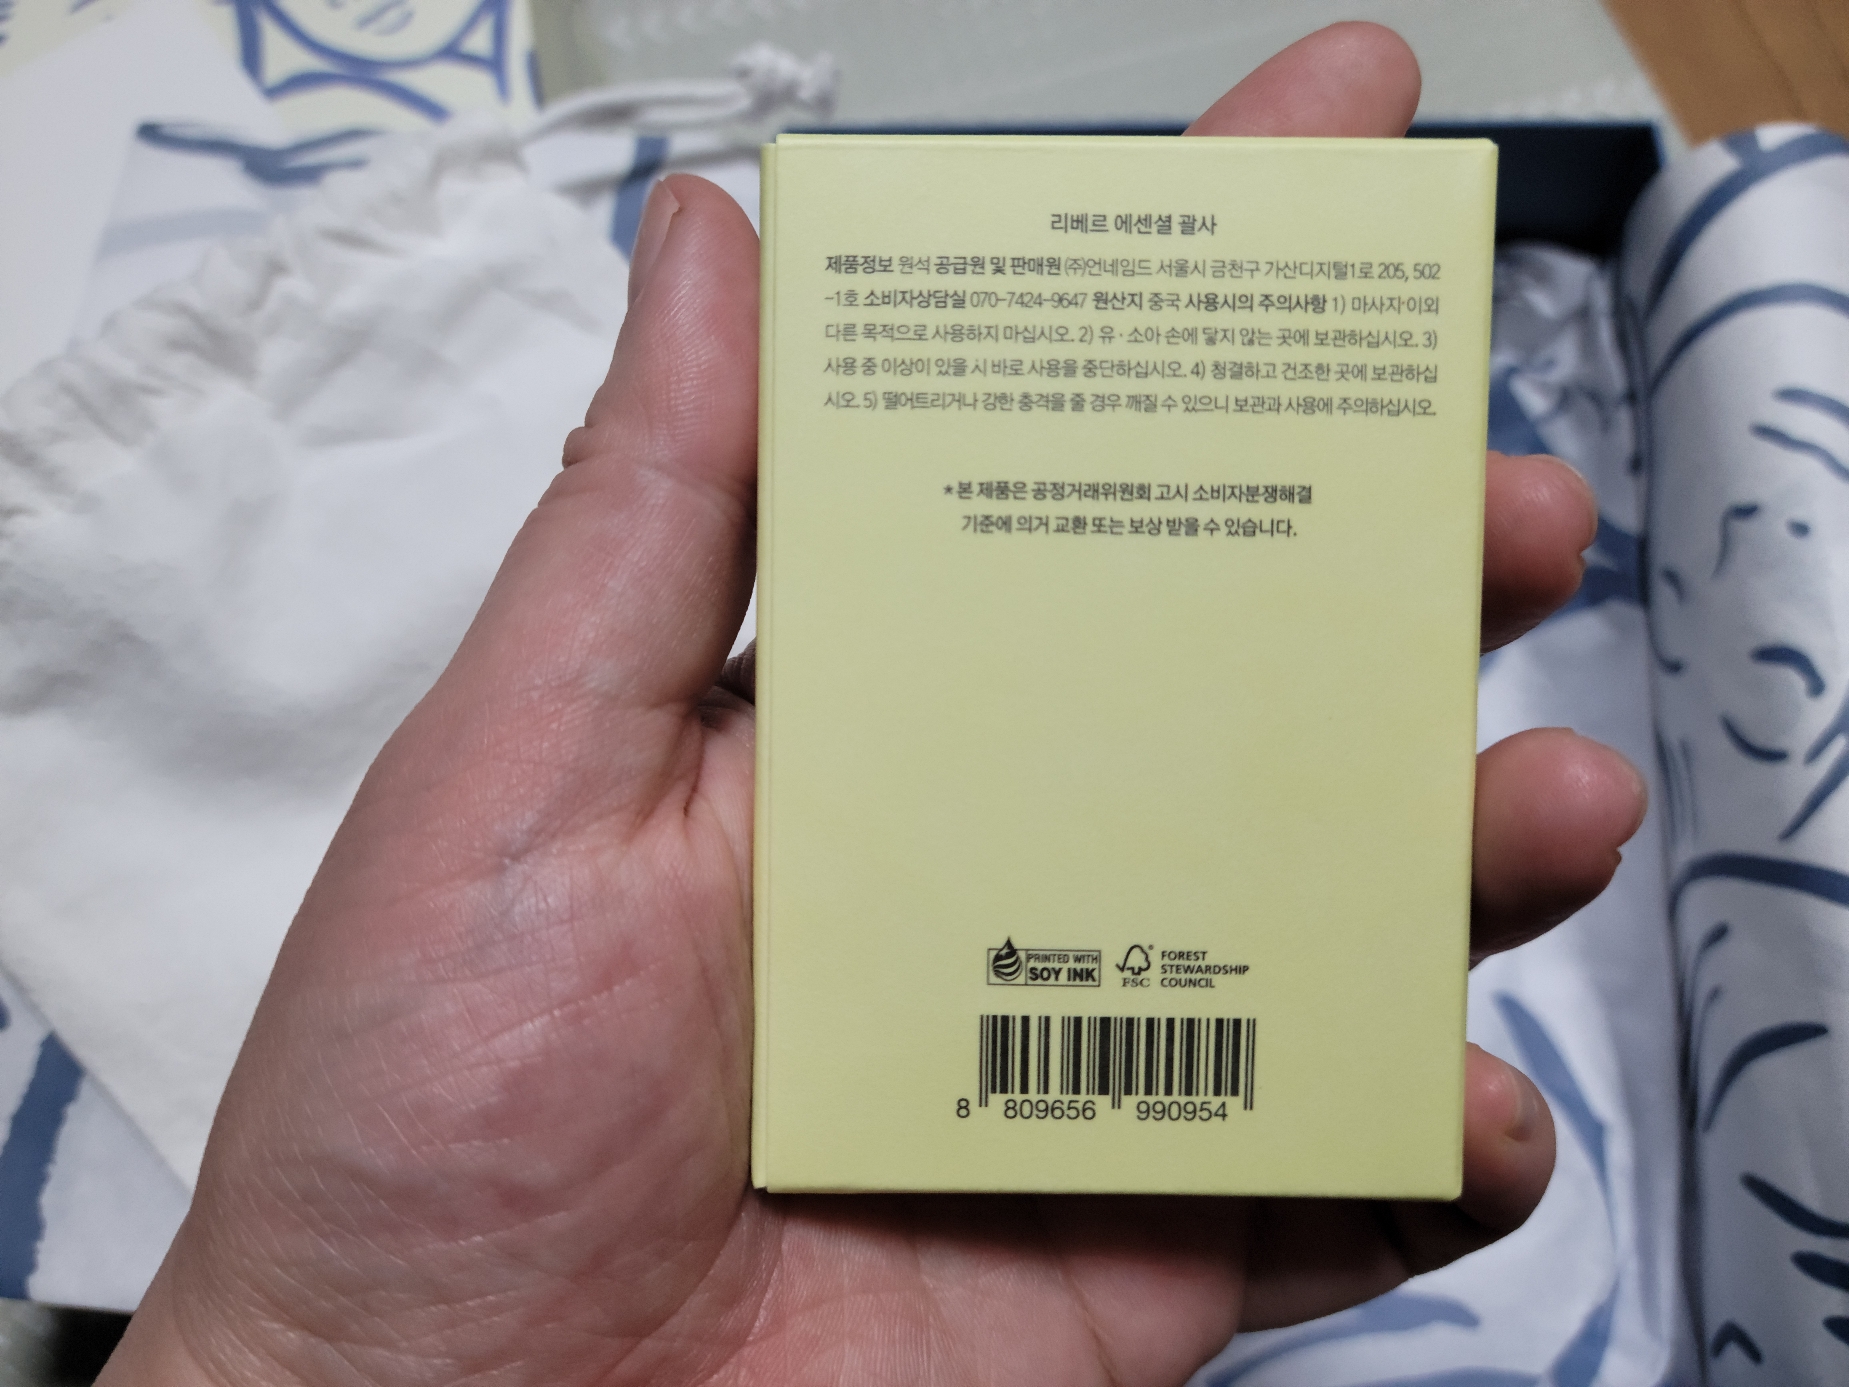 리베르 에센셜 괄사
제품정보 원석 공급원 및 판매원 (주)언네임드 서울시 금천구 가산디지털1로 205, 502
-1호 소비자상담실 070-7424-9647 원산지 중국 사용시의 주의사항 1) 마사지 이외
다른 목적으로 사용하지 마십시오. 2) 유·소아 손에 닿지 않는 곳에 보관하십시오. 3)
사용 중 이상이 있을 시 바로 사용을 중단하십시오. 4) 청결하고 건조한 곳에 보관하십
시오. 5) 떨어트리거나 강한 충격을 줄 경우 깨질 수 있으니 보관과 사용에 주의하십시오.
*본 제품은 공정거래위원회 고시 소비자분쟁해결
기준에 의거 교환 또는 보상 받을 수 있습니다.
PRINTED WITH
SOY INK
FSC
FOREST
STEWARDSHIP
COUNCIL
8 809656 990954